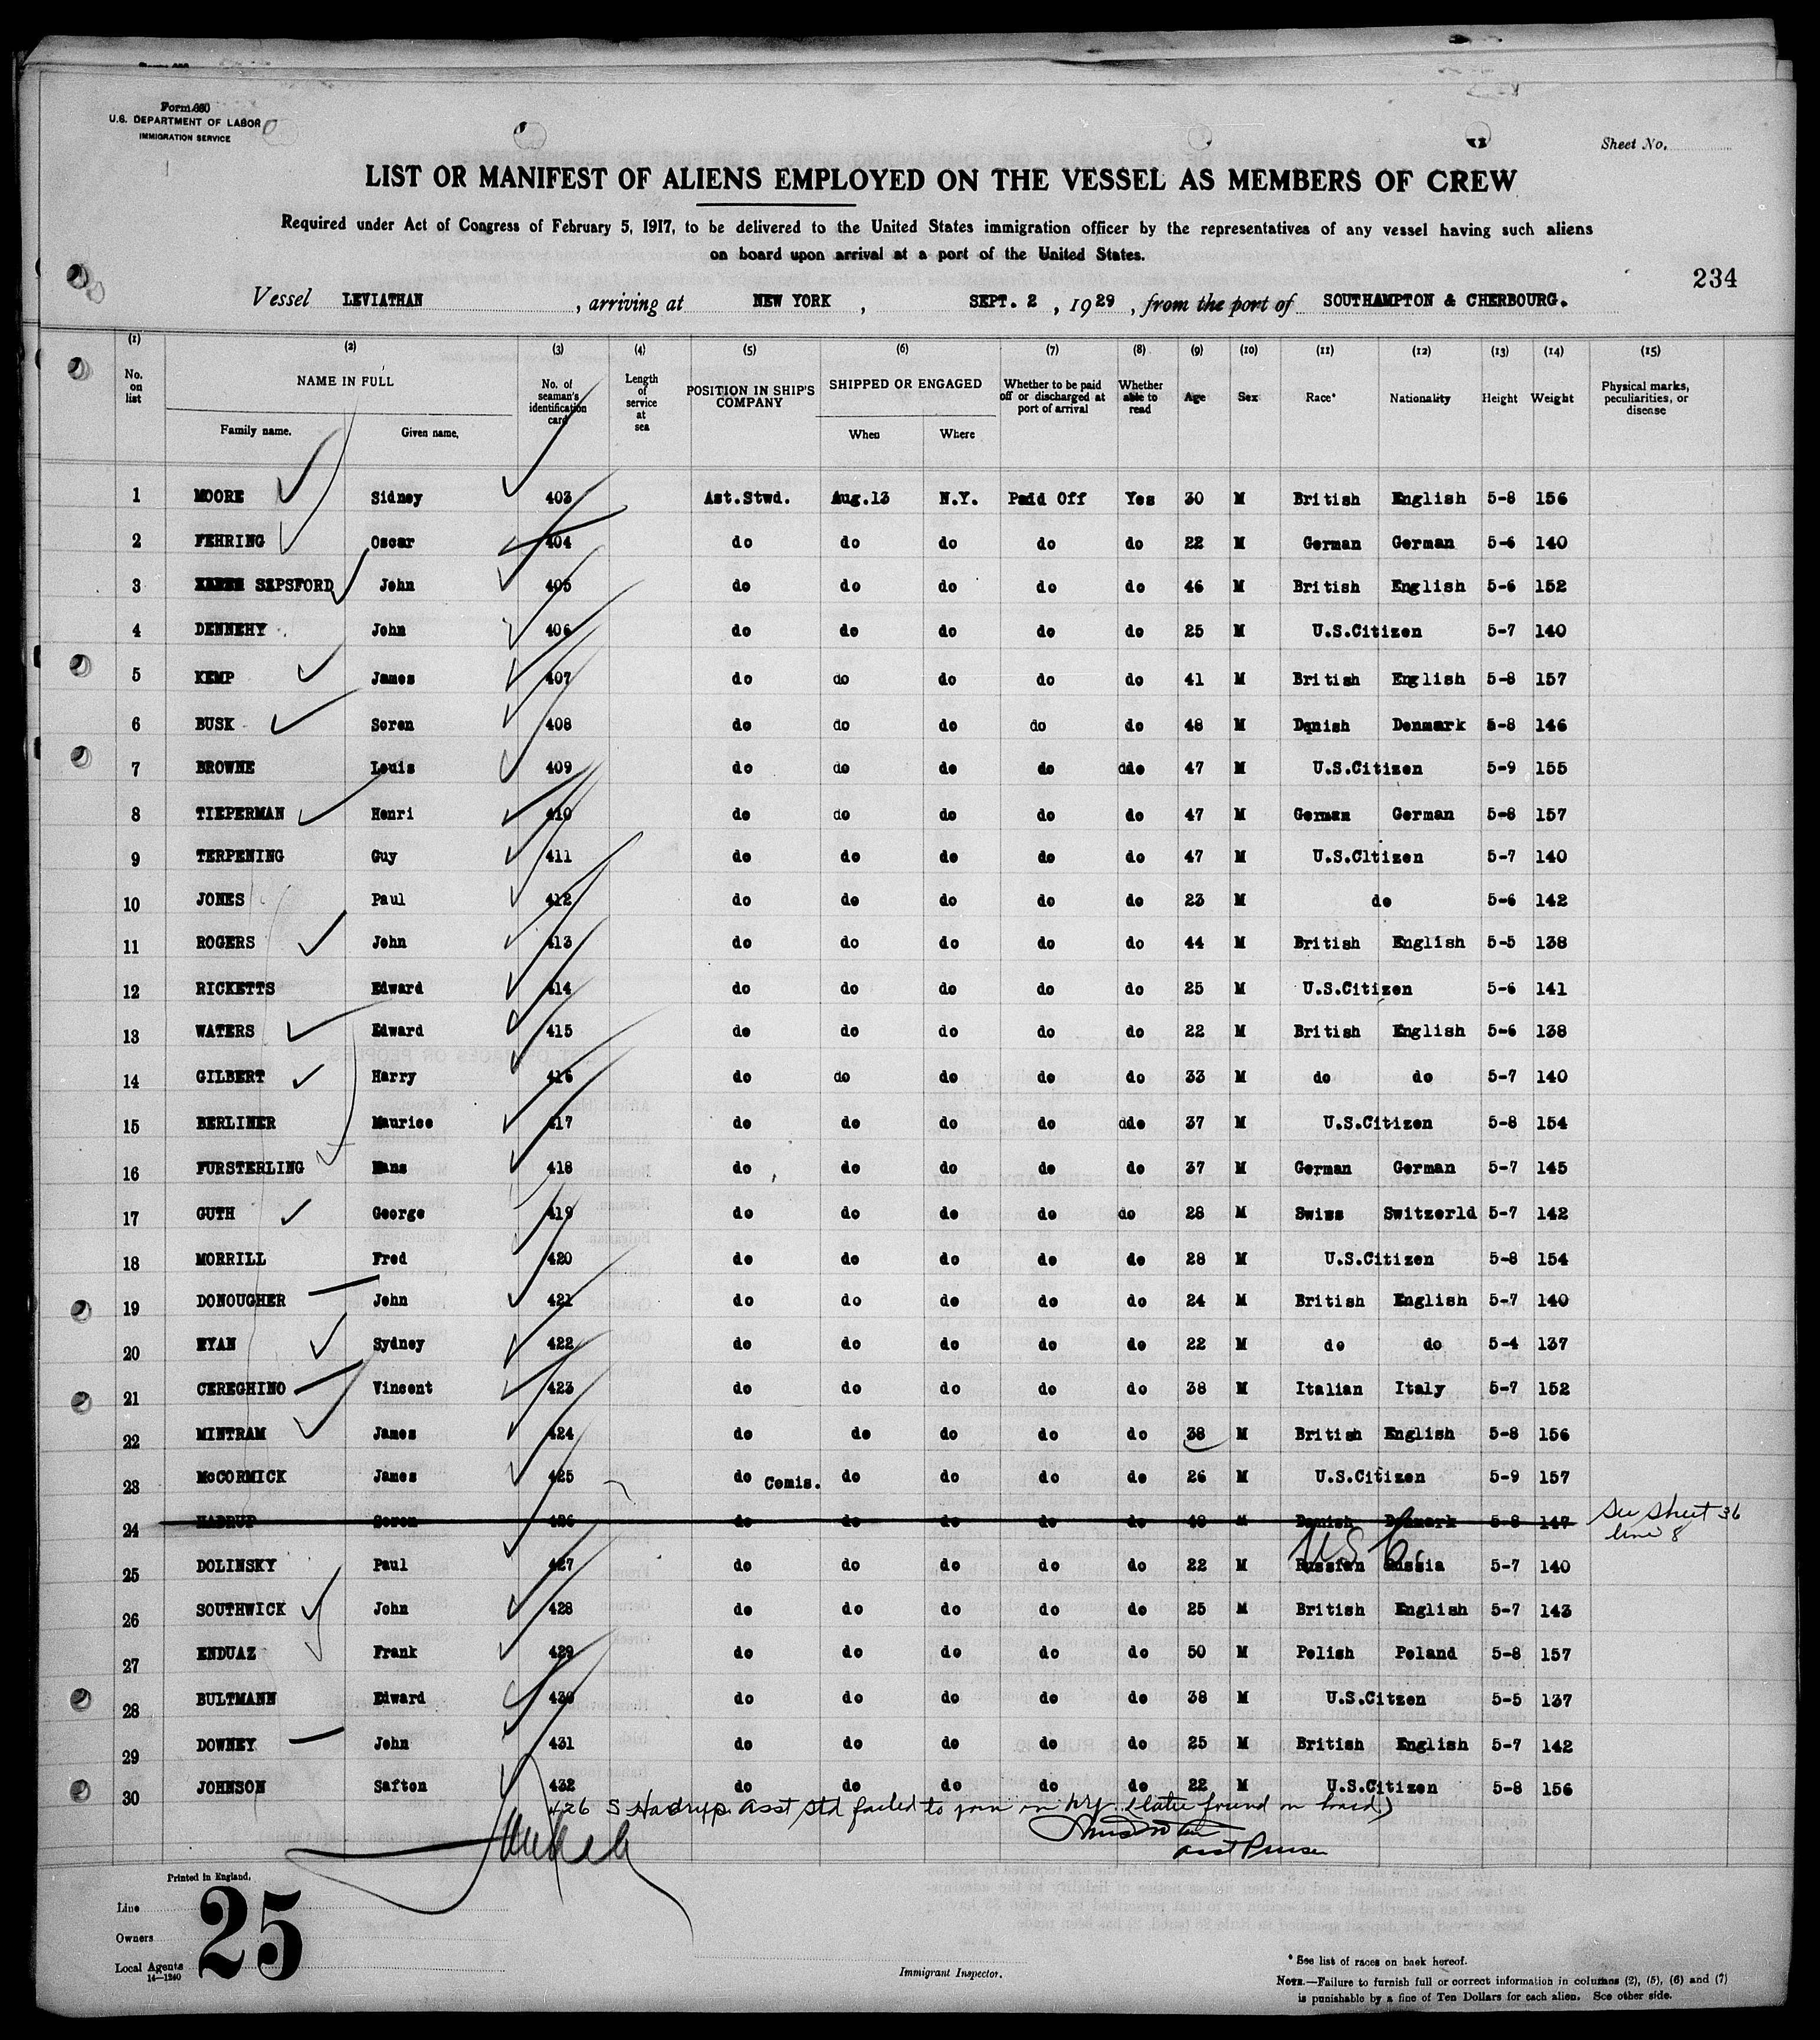 Form 680
U.S. DEPARTMENT OF LABOR
IMMIGRATION SERVICE
Sheet No.
LIST OR MANIFEST OF ALIENS EMPLOYED ON THE VESSEL AS MEMBERS OF CREW
Required under Act of Congress of February 5, 1917, to be delivered to the United States immigration officer by the representatives of any vessel having such aliens
on board upon arrival at a port of the United States.
234
Vessel LEVIATHAN , arriving at NEW YORK , SEPT. 2 , 1929 , from the port of SOUTHAMPTON & CHERBOURG.
(1) (2) (3) (4) (5) (6) (7) (8) (9) (10) (11) (12) (13) (14) (15)
No. on list NAME IN FULL Family name. Given name. No. of seaman's identification card Length of service at sea POSITION IN SHIP'S COMPANY SHIPPED OR ENGAGED When Where Whether to be paid off or discharged at port of arrival Whether able to read Age Sex Race* Nationality Height Weight Physical marks, peculiarities, or disease
1 MOORE Sidney 403 Ast.Stwd. Aug.13 N.Y. Paid Off Yes 30 M British English 5-8 156
2 FEHRING Oscar 404 do do do do do 22 M German German 5-6 140
3 SEPSFORD John 405 do do do do do 46 M British English 5-6 152
4 DENNEHY John 406 do do do do do 25 M U.S.Citizen 5-7 140
5 KEMP James 407 do do do do do 41 M British English 5-8 157
6 BUSK Soren 408 do do do do do 48 M Danish Denmark 5-8 146
7 BROWNE Louis 409 do do do do ddo 47 M U.S.Citizen 5-9 155
8 TIEPERMAN Henri 410 do do do do do 47 M German German 5-8 157
9 TERPENING Guy 411 do do do do do 47 M U.S.Cltizen 5-7 140
10 JONES Paul 412 do do do do do 23 M do 5-6 142
11 ROGERS John 413 do do do do do 44 M British English 5-5 138
12 RICKETTS Edward 414 do do do do do 25 M U.S.Citizen 5-6 141
13 WATERS Edward 415 do do do do do 22 M British English 5-6 138
14 GILBERT Harry 416 do do do do do 33 M do do 5-7 140
15 BERLINER Maurice 417 do do do do ddo 37 M U.S.Citizen 5-8 154
16 FURSTERLING Hans 418 do do do do do 37 M German German 5-7 145
17 GUTH George 419 do do do do do 28 M Swiss Switzerld 5-7 142
18 MORRILL Fred 420 do do do do do 28 M U.S.Citizen 5-8 154
19 DONOUGHER John 421 do do do do do 24 M British English 5-7 140
20 RYAN Sydney 422 do do do do do 22 M do do 5-4 137
21 CEREGHINO Vincent 423 do do do do do 38 M Italian Italy 5-7 152
22 MINTRAM James 424 do do do do do 38 M British English 5-8 156
23 McCORMICK James 425 do Comis. do do do do 26 M U.S.Citizen 5-9 157
24 HADRUP Soren 426 do do do do do 48 M Danish Denmark 5-8 147 See sheet 36
line 8
25 DOLINSKY Paul 427 do do do do do 22 M Russian Russia 5-7 140
USC
26 SOUTHWICK John 428 do do do do do 25 M British English 5-7 143
27 ENDUAZ Frank 429 do do do do do 50 M Polish Poland 5-8 157
28 BULTMANN Edward 430 do do do do do 38 M U.S.Citzen 5-5 137
29 DOWNEY John 431 do do do do do 25 M British English 5-7 142
30 JOHNSON Safton 432 do do do do do 22 M U.S.Citizen 5-8 156
426 S Hadrup asst std failed to join in NY. (later found on board)
asst Purser
Printed in England.
25
Line
Owners
Local Agents
14—1240
Immigrant Inspector.
* See list of races on back hereof.
NOTE.—Failure to furnish full or correct information in columns (2), (5), (6) and (7)
is punishable by a fine of Ten Dollars for each alien. See other side.